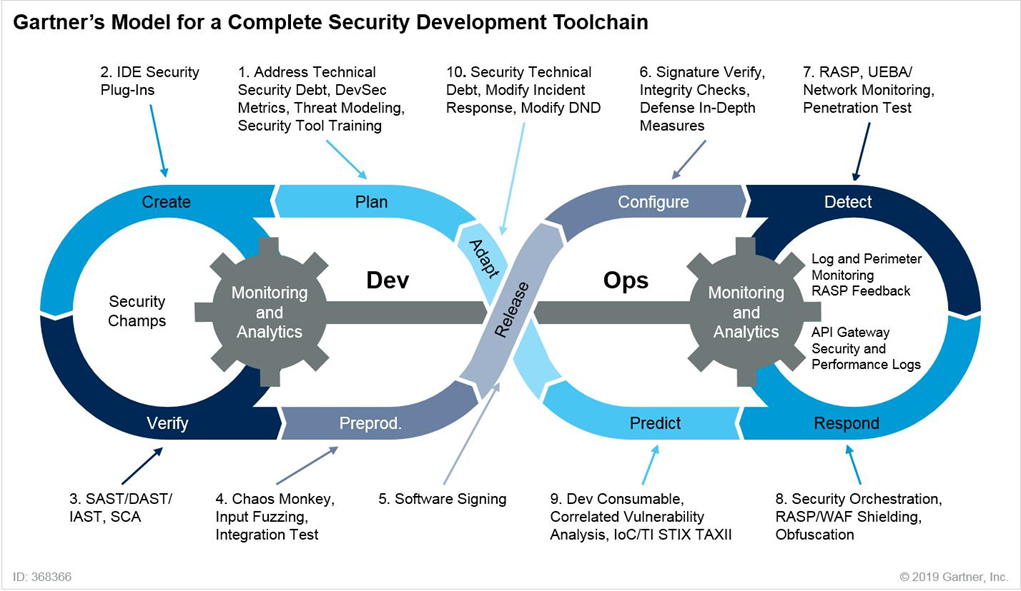 Gartner's Model for a Complete Security Development Toolchain
2. IDE Security
Plug-Ins
1. Address Technical
Security Debt, DevSec
Metrics, Threat Modeling,
Security Tool Training
10. Security Technical
Debt, Modify Incident
Response, Modify DND
6. Signature Verify,
Integrity Checks,
Defense In-Depth
Measures
7. RASP, UEBA/
Network Monitoring,
Penetration Test
Create
Plan
Adapt
Configure
Detect
Security
Champs
Monitoring
and
Analytics
Dev
Release
Ops
Monitoring
and
Analytics
Log and Perimeter
Monitoring
RASP Feedback
API Gateway
Security and
Performance Logs
Verify
Preprod.
Predict
Respond
3. SAST/DAST/
IAST, SCA
4. Chaos Monkey,
Input Fuzzing,
Integration Test
5. Software Signing
9. Dev Consumable,
Correlated Vulnerability
Analysis, IoC/TI STIX TAXII
8. Security Orchestration,
RASP/WAF Shielding,
Obfuscation
ID: 368366
© 2019 Gartner, Inc.